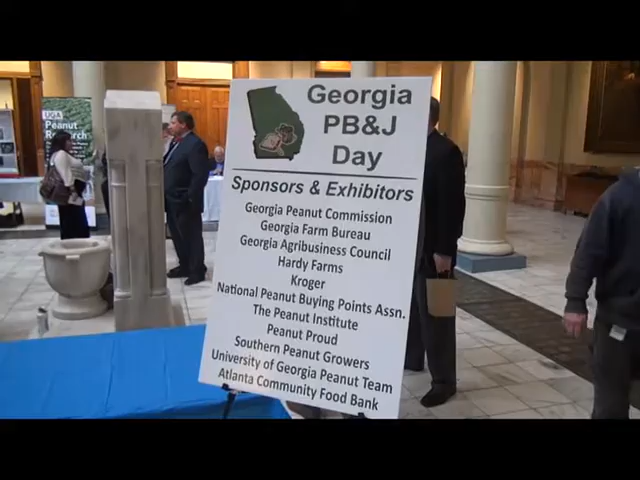 UGA
Peanut
Research
Georgia
PB&J
Day
Sponsors & Exhibitors
Georgia Peanut Commission
Georgia Farm Bureau
Georgia Agribusiness Council
Hardy Farms
Kroger
National Peanut Buying Points Assn.
The Peanut Institute
Peanut Proud
Southern Peanut Growers
University of Georgia Peanut Team
Atlanta Community Food Bank